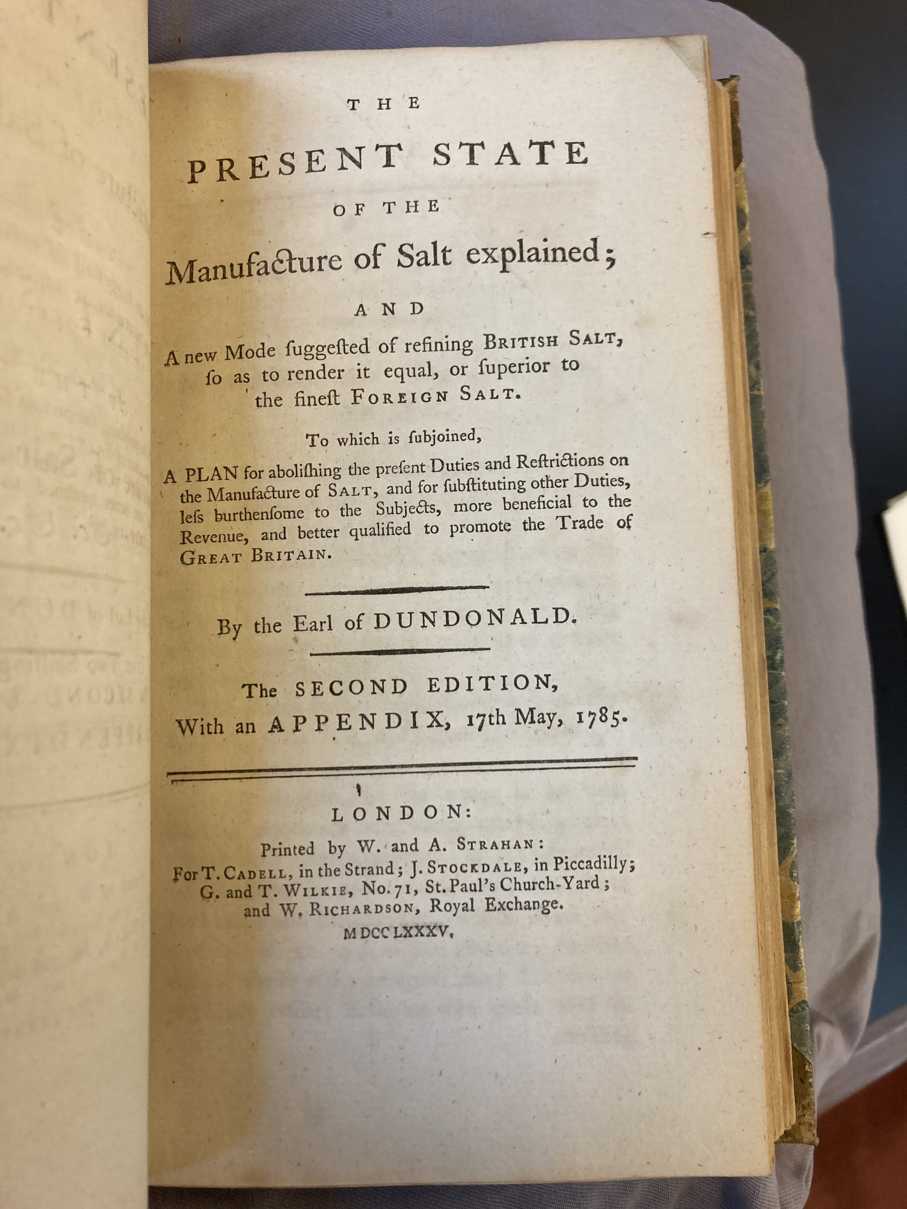 THE
PRESENT STATE
OF THE
Manufacture of Salt explained;
AND
A new Mode ſuggeſted of refining BRITISH SALT,
ſo as to render it equal, or ſuperior to
the fineſt FOREIGN SALT.
To which is ſubjoined,
A PLAN for aboliſhing the preſent Duties and Reſtrictions on
the Manufacture of SALT, and for ſubſtituting other Duties,
leſs burthenſome to the Subjects, more beneficial to the
Revenue, and better qualified to promote the Trade of
GREAT BRITAIN.
By the Earl of DUNDONALD.
The SECOND EDITION,
With an APPENDIX, 17th May, 1785.
LONDON:
Printed by W. and A. STRAHAN:
For T. CADELL, in the Strand; J. STOCKDALE, in Piccadilly;
G. and T. WILKIE, No. 71, St. Paul's Church-Yard;
and W. RICHARDSON, Royal Exchange.
MDCCLXXXV.